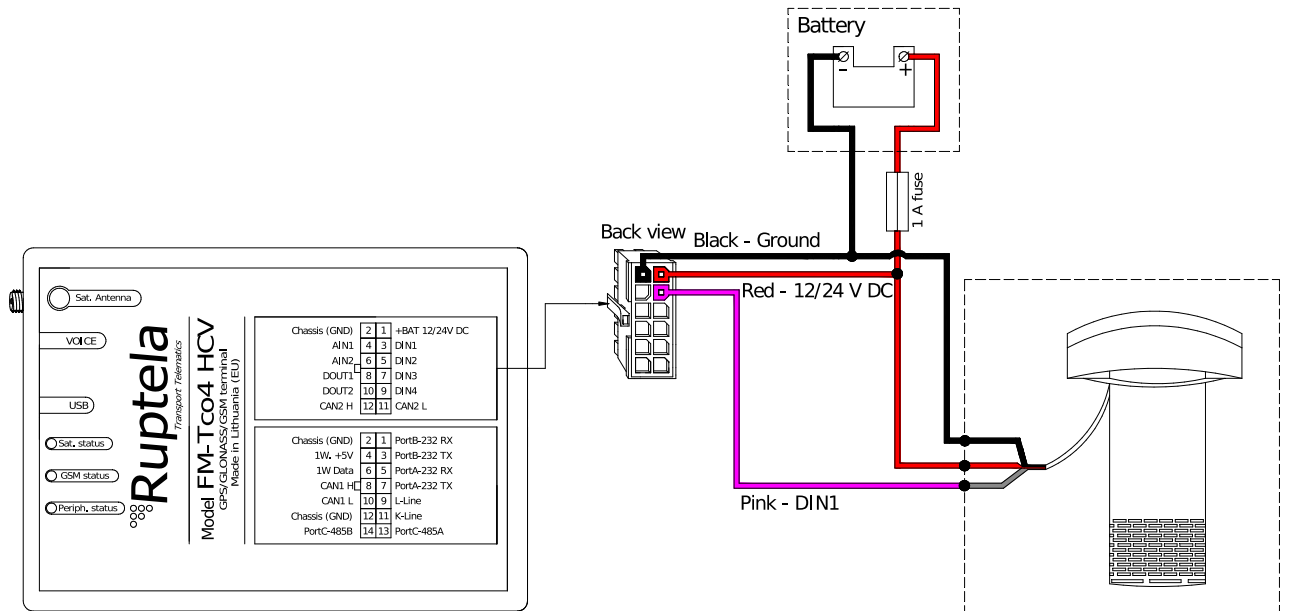 Battery
-
+
1 A fuse
Back view
Black - Ground
Red - 12/24 V DC
Pink - DIN1
Sat. Antenna
VOICE
USB
Sat. status
GSM status
Periph. status
Ruptela
Transport Telematics
Model FM-Tco4 HCV
GPS/GLONASS/GSM terminal
Made in Lithuania (EU)
Chassis (GND) 2 1 +BAT 12/24V DC
AIN1 4 3 DIN1
AIN2 6 5 DIN2
DOUT1 8 7 DIN3
DOUT2 10 9 DIN4
CAN2 H 12 11 CAN2 L
Chassis (GND) 2 1 PortB-232 RX
1W. +5V 4 3 PortB-232 TX
1W Data 6 5 PortA-232 RX
CAN1 H 8 7 PortA-232 TX
CAN1 L 10 9 L-Line
Chassis (GND) 12 11 K-Line
PortC-485B 14 13 PortC-485A